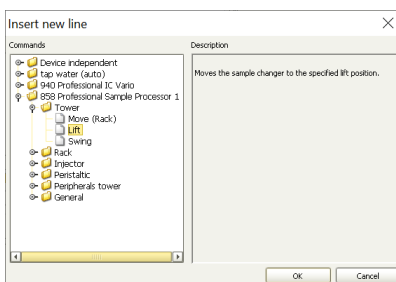 Insert new line
Commands
Description
Device independent
tap water (auto)
940 Professional IC Vario
858 Professional Sample Processor 1
Tower
Move (Rack)
Lift
Swing
Rack
Injector
Peristaltic
Peripherals tower
General
Moves the sample changer to the specified lift position.
OK
Cancel